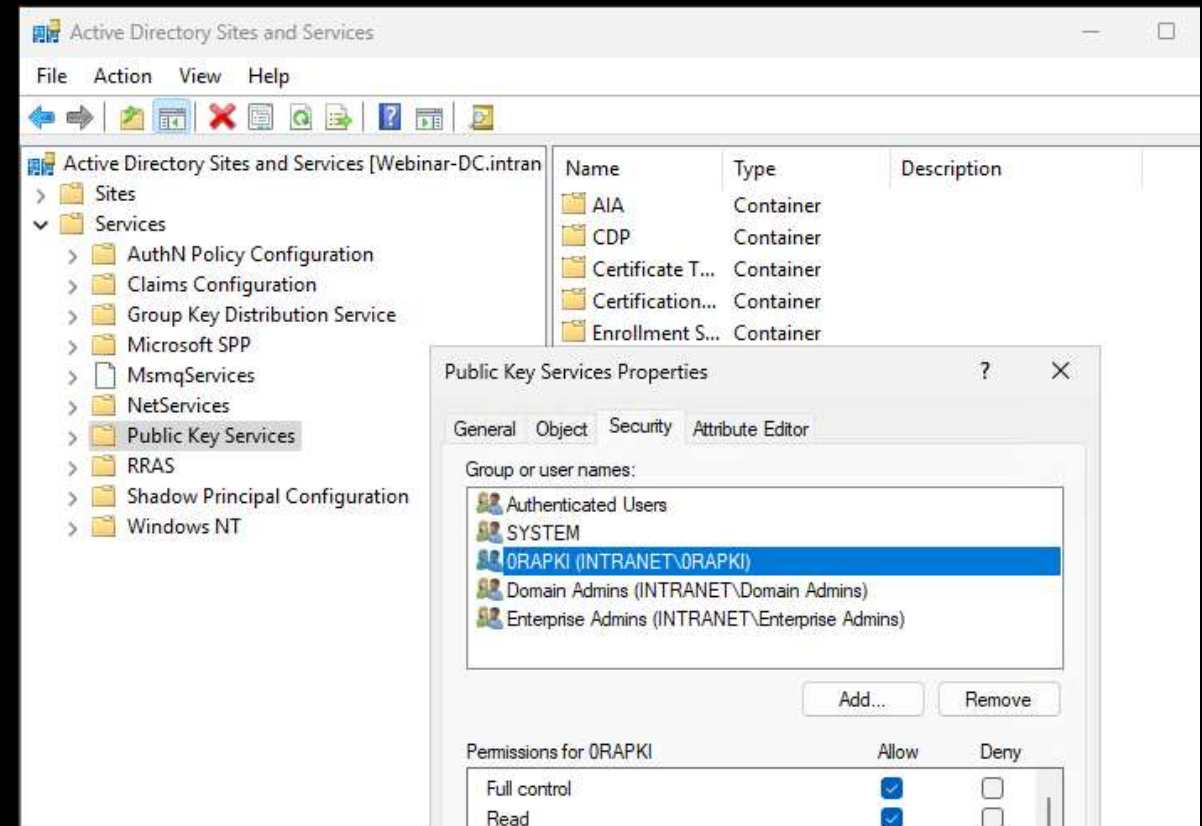 Active Directory Sites and Services
File Action View Help
Active Directory Sites and Services [Webinar-DC.intran
Sites
Services
AuthN Policy Configuration
Claims Configuration
Group Key Distribution Service
Microsoft SPP
MsmqServices
NetServices
Public Key Services
RRAS
Shadow Principal Configuration
Windows NT
Name Type Description
AIA Container
CDP Container
Certificate T... Container
Certification... Container
Enrollment S... Container
Public Key Services Properties ?
General Object Security Attribute Editor
Group or user names:
Authenticated Users
SYSTEM
0RAPKI (INTRANET\0RAPKI)
Domain Admins (INTRANET\Domain Admins)
Enterprise Admins (INTRANET\Enterprise Admins)
Add... Remove
Permissions for 0RAPKI Allow Deny
Full control
Read